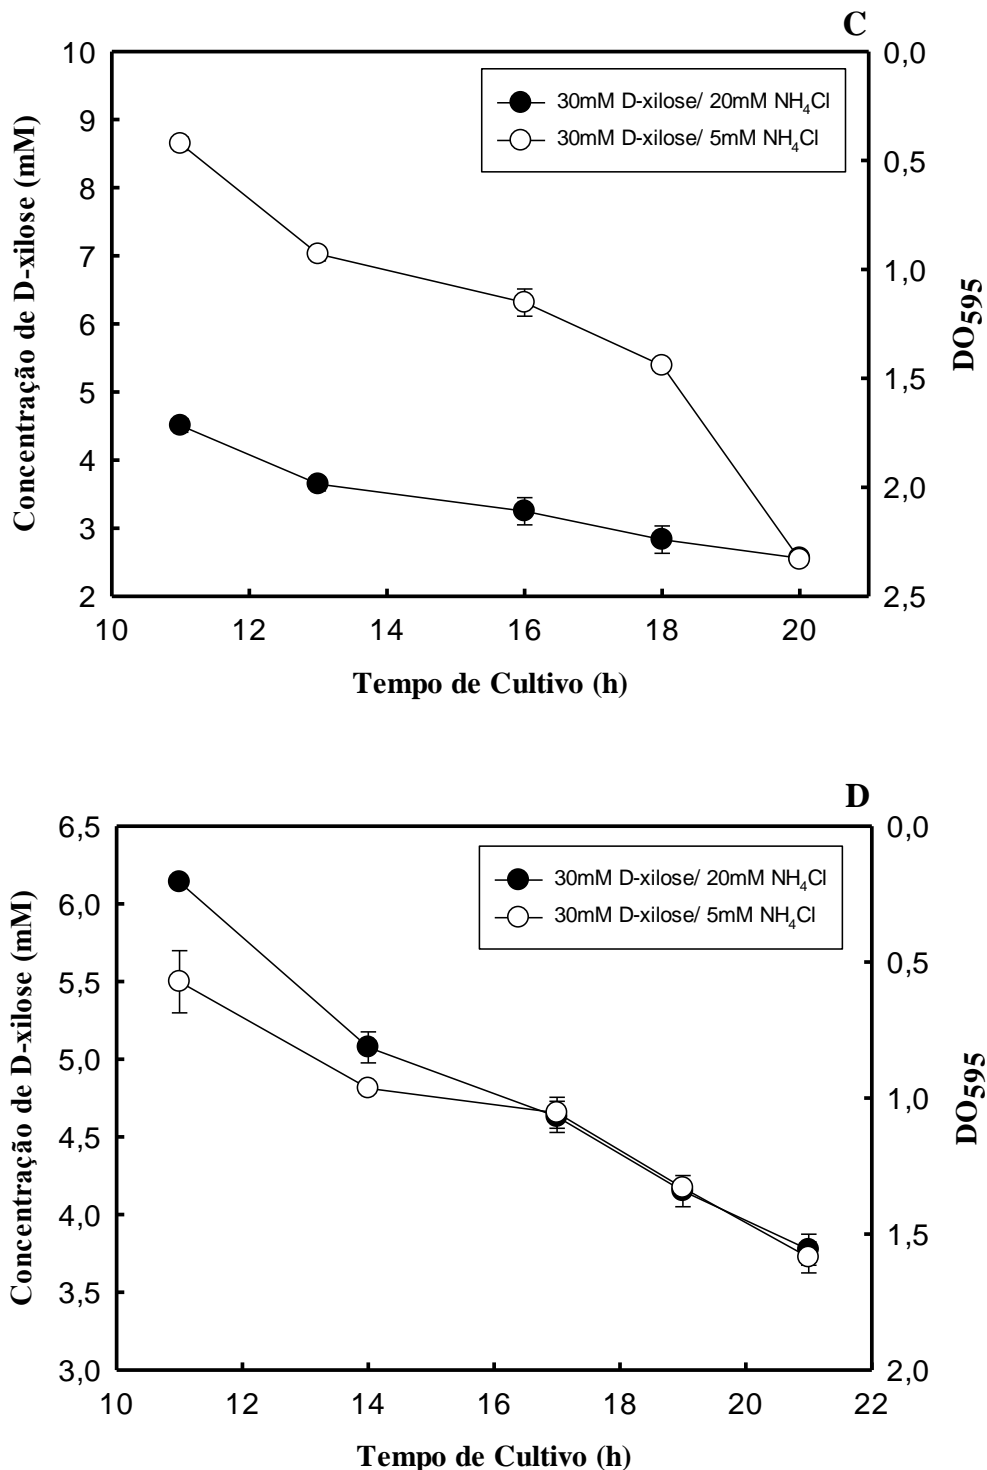 C
10
9
8
7
6
5
4
3
2
Concentração de D-xilose (mM)
30mM D-xilose/ 20mM NH₄Cl
30mM D-xilose/ 5mM NH₄Cl
0,0
0,5
1,0
1,5
2,0
2,5
DO595
10 12 14 16 18 20
Tempo de Cultivo (h)
D
6,5
6,0
5,5
5,0
4,5
4,0
3,5
3,0
Concentração de D-xilose (mM)
30mM D-xilose/ 20mM NH₄Cl
30mM D-xilose/ 5mM NH₄Cl
0,0
0,5
1,0
1,5
2,0
DO595
10 12 14 16 18 20 22
Tempo de Cultivo (h)